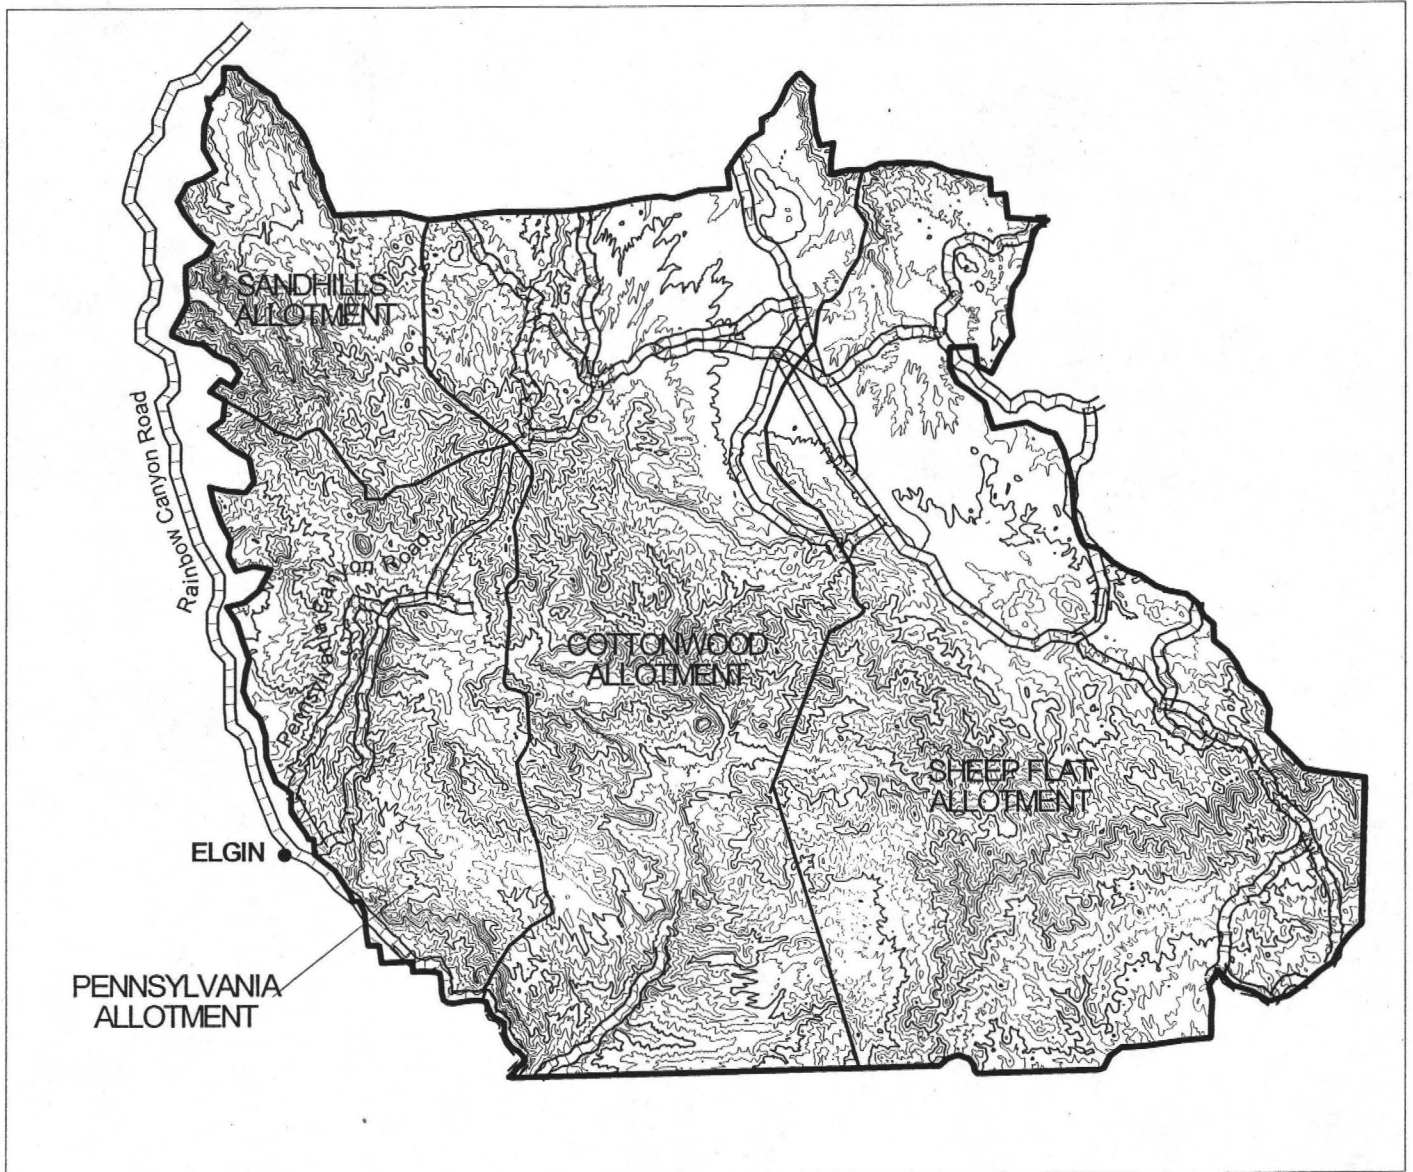 SANDHILLS
ALLOTMENT
Rainbow Canyon Road
Pennsylvania Canyon Road
COTTONWOOD
ALLOTMENT
SHEEP FLAT
ALLOTMENT
ELGIN
PENNSYLVANIA
ALLOTMENT